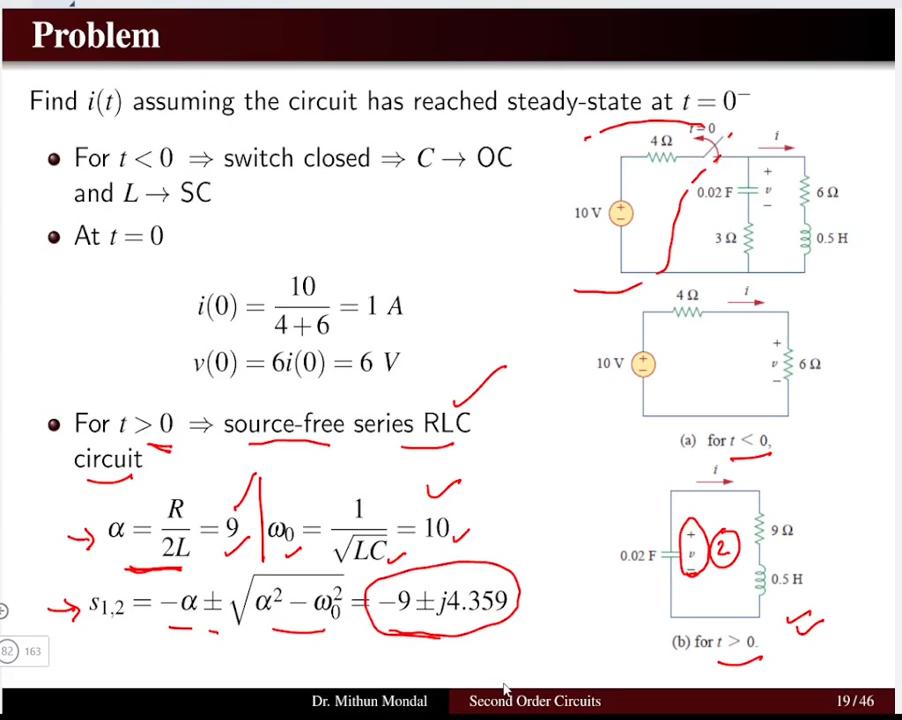 Problem
Find i(t) assuming the circuit has reached steady-state at t = 0⁻
For t < 0 ⇒ switch closed ⇒ C → OC
and L → SC
At t = 0
i(0) = 10 / (4+6) = 1 A
v(0) = 6i(0) = 6 V
For t > 0 ⇒ source-free series RLC
circuit
α = R / 2L = 9 ω₀ = 1 / √LC = 10
s₁,₂ = −α ± √(α² − ω₀²) = −9 ± j4.359
t = 0
i
4 Ω
10 V
0.02 F
+
v
−
6 Ω
3 Ω
0.5 H
4 Ω
i
10 V
+
v
−
6 Ω
(a) for t < 0,
i
0.02 F
+
v
−
2
9 Ω
0.5 H
(b) for t > 0.
82 163
Dr. Mithun Mondal Second Order Circuits 19/46